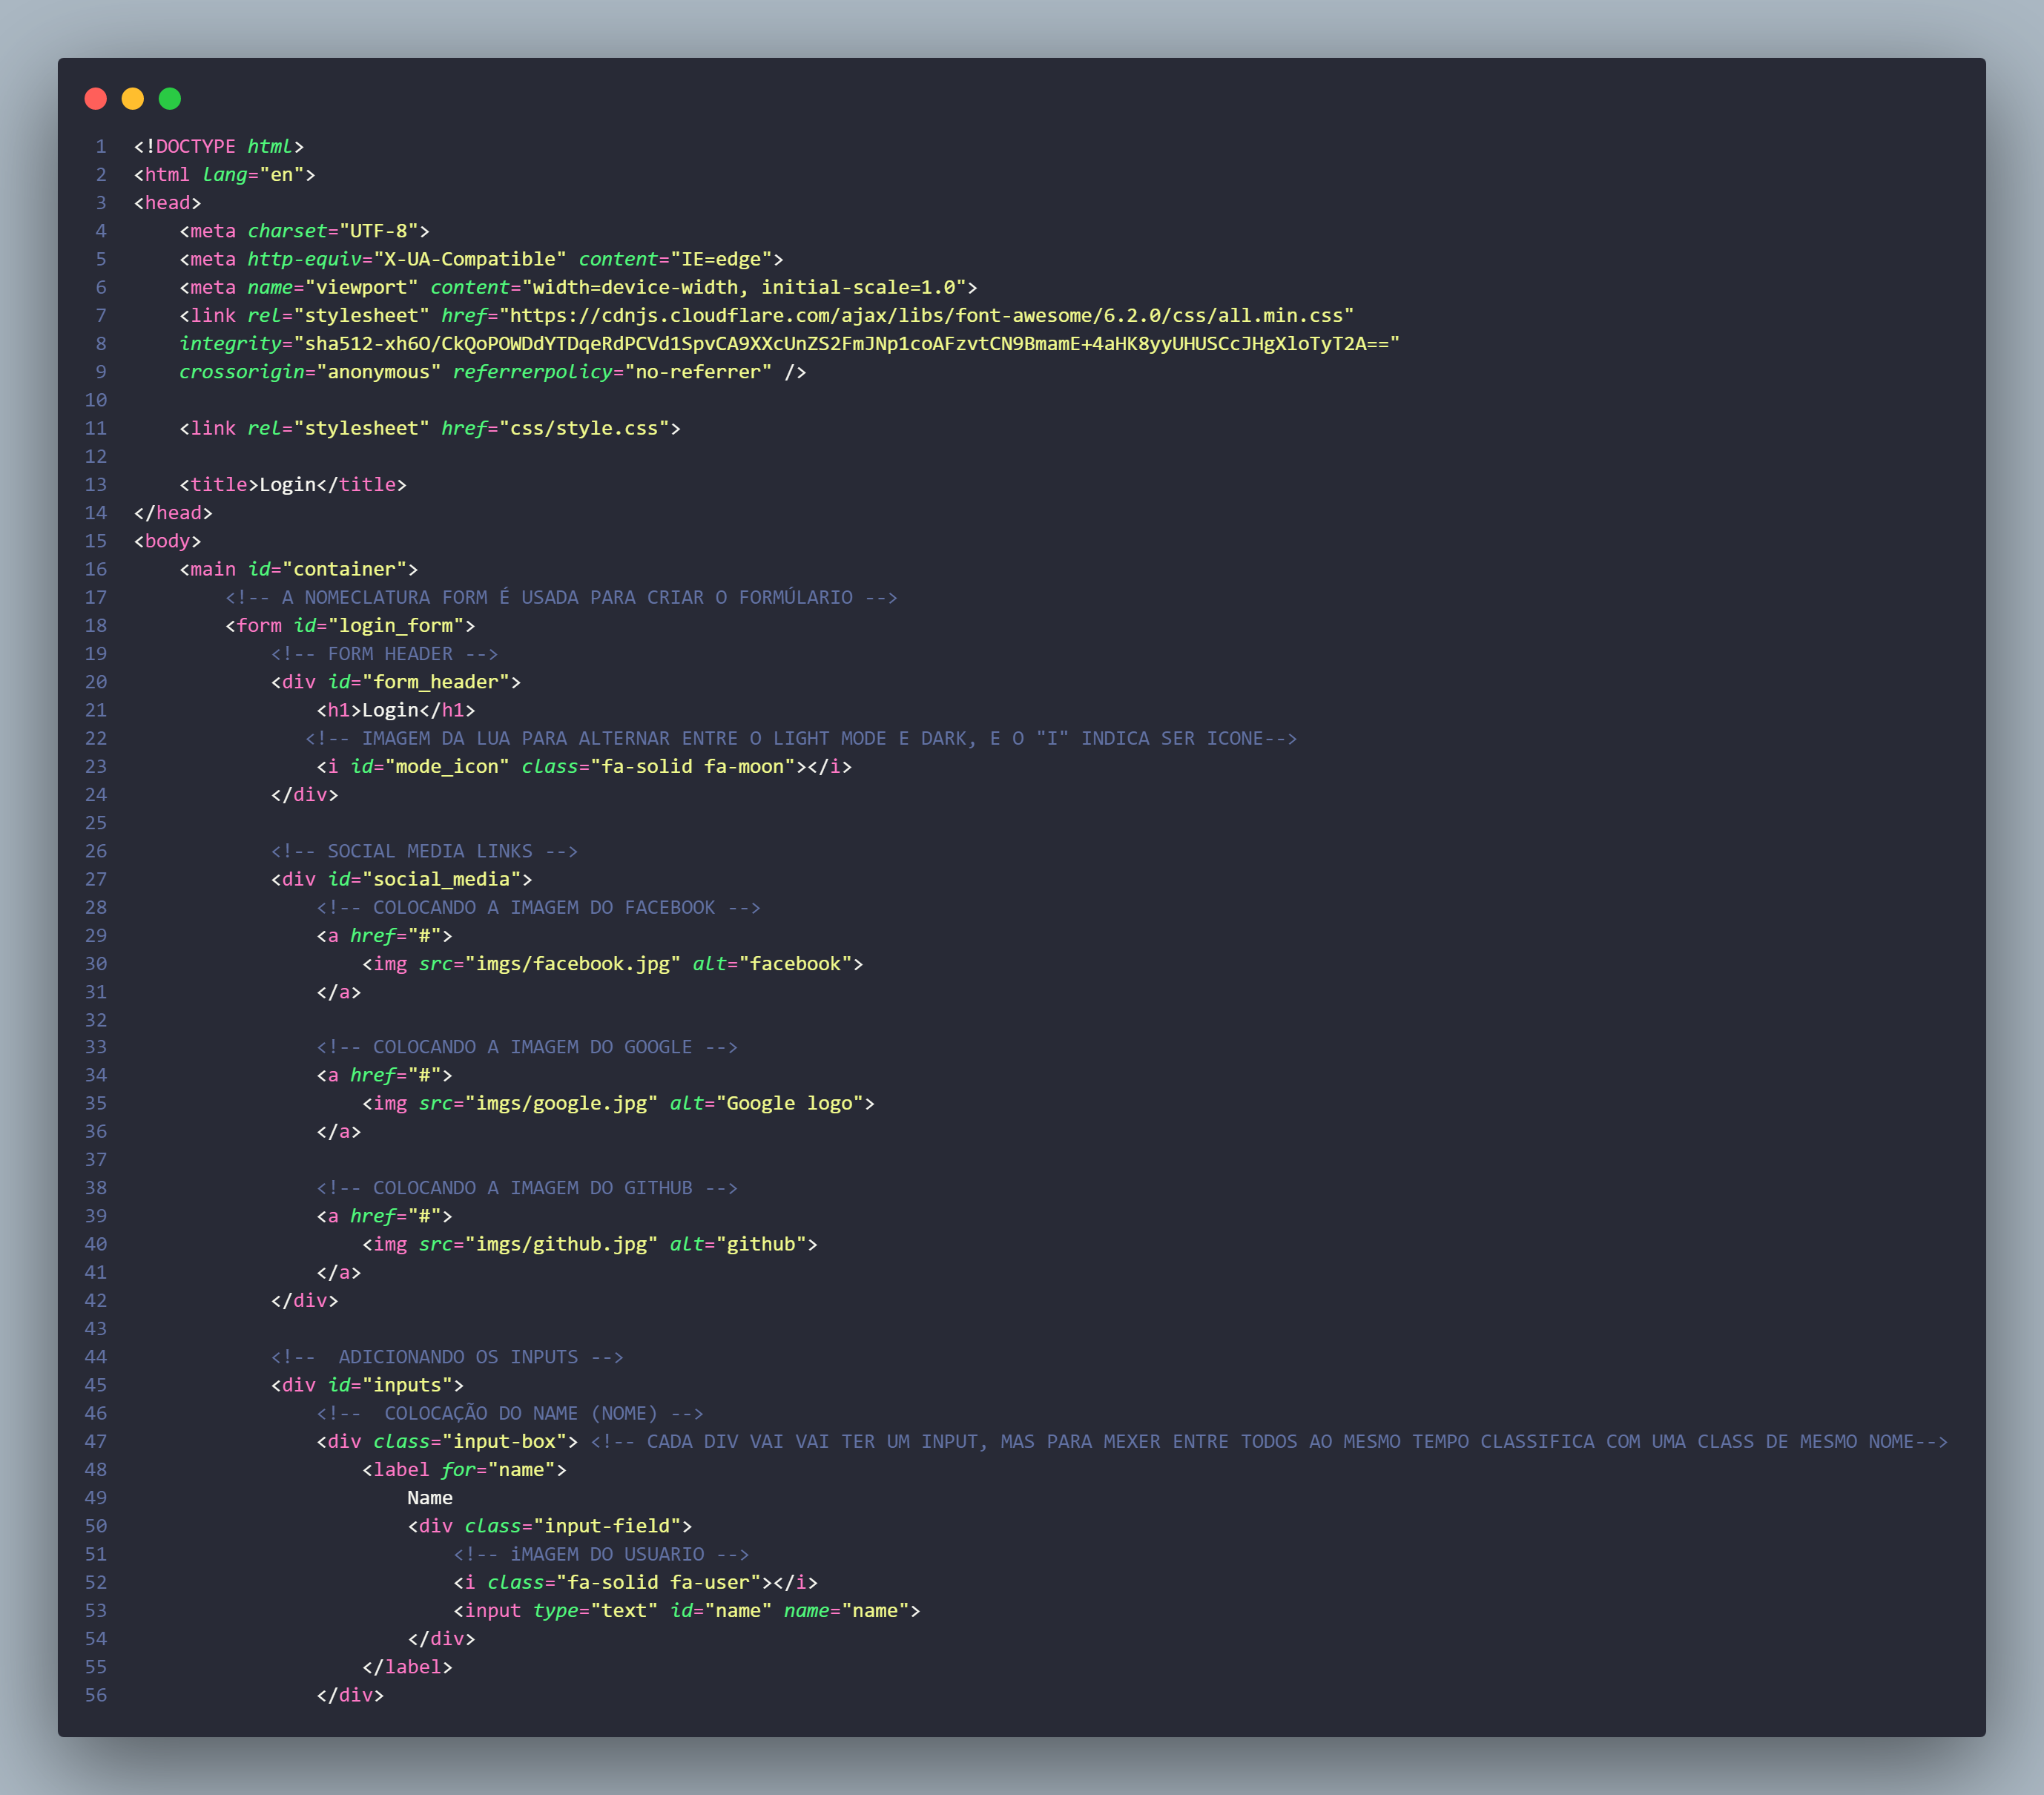 1 <!DOCTYPE html>
2 <html lang="en">
3 <head>
4     <meta charset="UTF-8">
5     <meta http-equiv="X-UA-Compatible" content="IE=edge">
6     <meta name="viewport" content="width=device-width, initial-scale=1.0">
7     <link rel="stylesheet" href="https://cdnjs.cloudflare.com/ajax/libs/font-awesome/6.2.0/css/all.min.css"
8     integrity="sha512-xh6O/CkQoPOWDdYTDqeRdPCVd1SpvCA9XXcUnZS2FmJNp1coAFzvtCN9BmamE+4aHK8yyUHUSCcJHgXloTyT2A=="
9     crossorigin="anonymous" referrerpolicy="no-referrer" />
10
11     <link rel="stylesheet" href="css/style.css">
12
13     <title>Login</title>
14 </head>
15 <body>
16     <main id="container">
17         <!-- A NOMECLATURA FORM É USADA PARA CRIAR O FORMÚLARIO -->
18         <form id="login_form">
19             <!-- FORM HEADER -->
20             <div id="form_header">
21                 <h1>Login</h1>
22                <!-- IMAGEM DA LUA PARA ALTERNAR ENTRE O LIGHT MODE E DARK, E O "I" INDICA SER ICONE-->
23                 <i id="mode_icon" class="fa-solid fa-moon"></i>
24             </div>
25
26             <!-- SOCIAL MEDIA LINKS -->
27             <div id="social_media">
28                 <!-- COLOCANDO A IMAGEM DO FACEBOOK -->
29                 <a href="#">
30                     <img src="imgs/facebook.jpg" alt="facebook">
31                 </a>
32
33                 <!-- COLOCANDO A IMAGEM DO GOOGLE -->
34                 <a href="#">
35                     <img src="imgs/google.jpg" alt="Google logo">
36                 </a>
37
38                 <!-- COLOCANDO A IMAGEM DO GITHUB -->
39                 <a href="#">
40                     <img src="imgs/github.jpg" alt="github">
41                 </a>
42             </div>
43
44             <!--  ADICIONANDO OS INPUTS -->
45             <div id="inputs">
46                 <!--  COLOCAÇÃO DO NAME (NOME) -->
47                 <div class="input-box"> <!-- CADA DIV VAI VAI TER UM INPUT, MAS PARA MEXER ENTRE TODOS AO MESMO TEMPO CLASSIFICA COM UMA CLASS DE MESMO NOME-->
48                     <label for="name">
49                         Name
50                         <div class="input-field">
51                             <!-- iMAGEM DO USUARIO -->
52                             <i class="fa-solid fa-user"></i>
53                             <input type="text" id="name" name="name">
54                         </div>
55                     </label>
56                 </div>